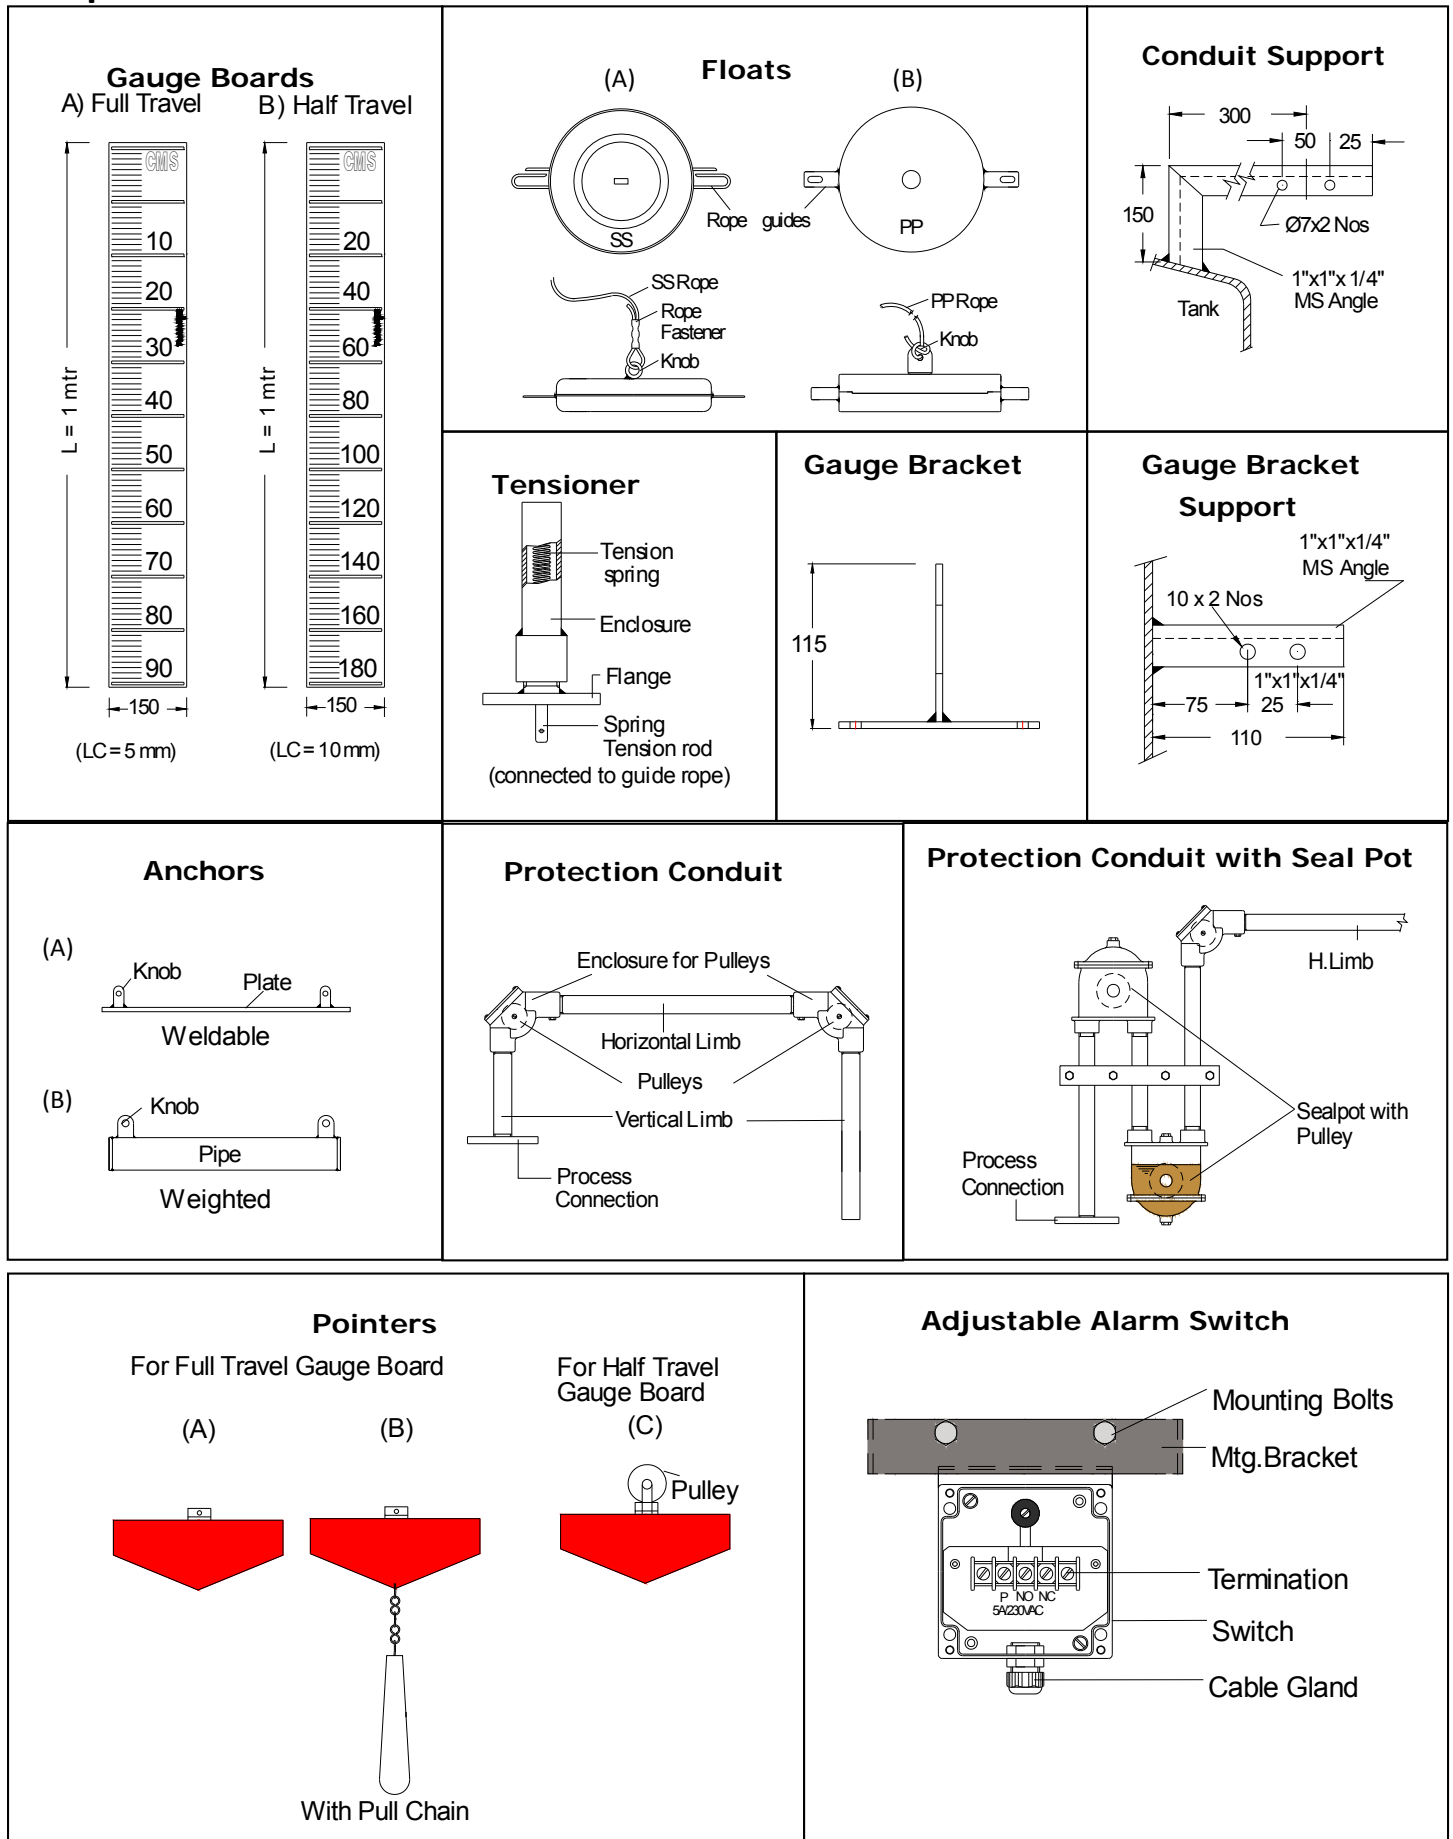 Gauge Boards
A) Full Travel
B) Half Travel
CMS
10
20
30
40
50
60
70
80
90
L = 1 mtr
150
(LC = 5 mm)
CMS
20
40
60
80
100
120
140
160
180
L = 1 mtr
150
(LC = 10 mm)
Floats
(A)
(B)
SS
Rope guides
PP
SS Rope
Rope
Fastener
Knob
PP Rope
Knob
Conduit Support
300
50
25
150
Ø7x2 Nos
1"x1"x 1/4"
MS Angle
Tank
Tensioner
Tension
spring
Enclosure
Flange
Spring
Tension rod
(connected to guide rope)
Gauge Bracket
115
Gauge Bracket
Support
1"x1"x1/4"
MS Angle
10 x 2 Nos
1"x1"x1/4"
75
25
110
Anchors
(A)
Knob
Plate
Weldable
(B)
Knob
Pipe
Weighted
Protection Conduit
Enclosure for Pulleys
Horizontal Limb
Pulleys
Vertical Limb
Process
Connection
Protection Conduit with Seal Pot
H.Limb
Sealpot with
Pulley
Process
Connection
Pointers
For Full Travel Gauge Board
(A)
(B)
With Pull Chain
For Half Travel
Gauge Board
(C)
Pulley
Adjustable Alarm Switch
Mounting Bolts
Mtg.Bracket
P NO NC
5A/230VAC
Termination
Switch
Cable Gland